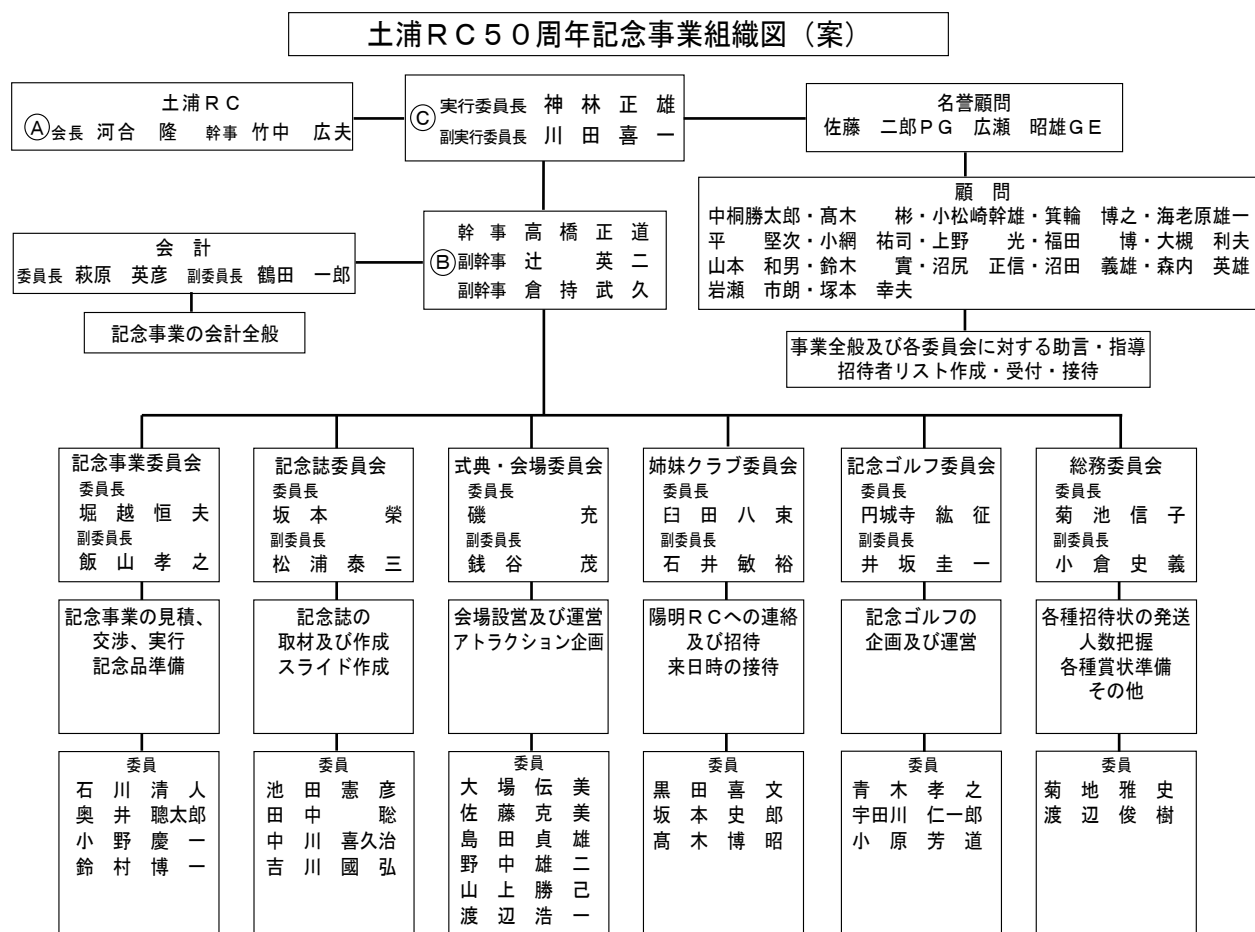 土浦RC50周年記念事業組織図(案)
土浦RC
Ⓐ会長 河合 隆 幹事 竹中 広夫
Ⓒ
実行委員長 神林正雄
副実行委員長 川田喜一
名誉顧問
佐藤 二郎PG 広瀬 昭雄GE
顧問
中桐勝太郎・髙木 彬・小松崎幹雄・箕輪 博之・海老原雄一
平 堅次・小網 祐司・上野 光・福田 博・大槻 利夫
山本 和男・鈴木 實・沼尻 正信・沼田 義雄・森内 英雄
岩瀬 市朗・塚本 幸夫
事業全般及び各委員会に対する助言・指導
招待者リスト作成・受付・接待
会計
委員長 萩原 英彦 副委員長 鶴田 一郎
記念事業の会計全般
Ⓑ
幹事 高橋正道
副幹事 辻 英二
副幹事 倉持武久
記念事業委員会
委員長
堀越恒夫
副委員長
飯山孝之
記念事業の見積、
交渉、実行
記念品準備
委員
石川清人
奥井聰太郎
小野慶一
鈴村博一
記念誌委員会
委員長
坂本 榮
副委員長
松浦泰三
記念誌の
取材及び作成
スライド作成
委員
池田憲彦
田中 聡
中川喜久治
吉川國弘
式典・会場委員会
委員長
磯 充
副委員長
銭谷 茂
会場設営及び運営
アトラクション企画
委員
大場伝美
佐藤克美
島田貞雄
野中雄二
山上勝己
渡辺浩一
姉妹クラブ委員会
委員長
臼田八束
副委員長
石井敏裕
陽明RCへの連絡
及び招待
来日時の接待
委員
黒田喜文
坂本史郎
髙木博昭
記念ゴルフ委員会
委員長
円城寺紘征
副委員長
井坂圭一
記念ゴルフの
企画及び運営
委員
青木孝之
宇田川仁一郎
小原芳道
総務委員会
委員長
菊池信子
副委員長
小倉史義
各種招待状の発送
人数把握
各種賞状準備
その他
委員
菊地雅史
渡辺俊樹